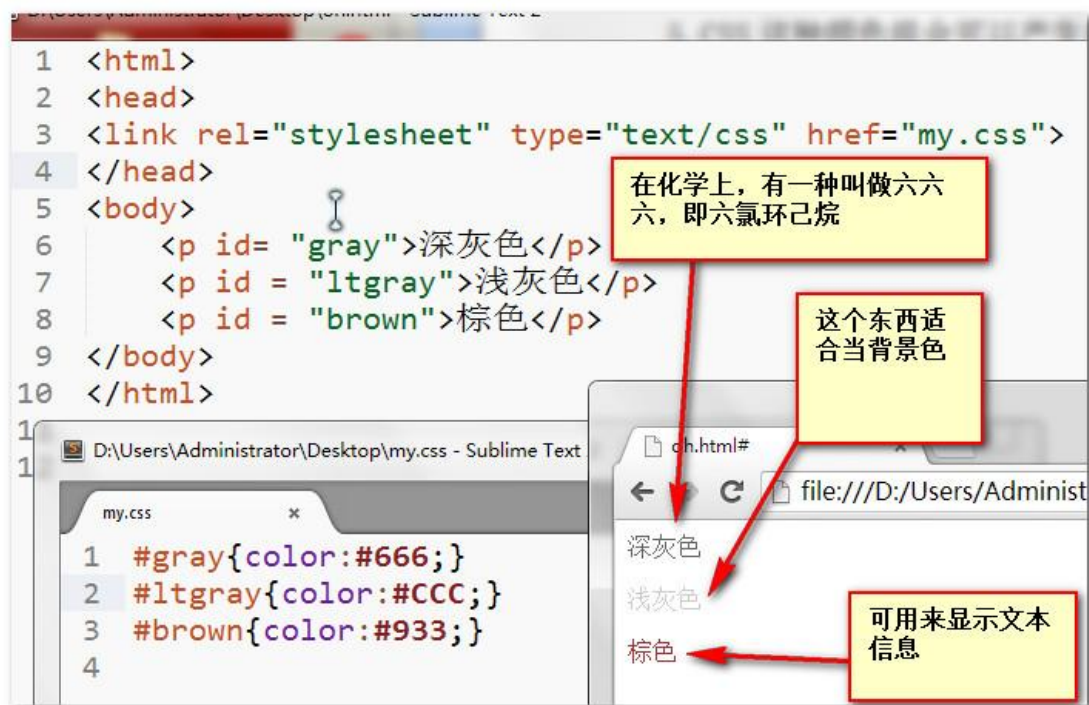 1 <html>
2 <head>
3 <link rel="stylesheet" type="text/css" href="my.css">
4 </head>
5 <body>
6 <p id= "gray">深灰色</p>
7 <p id = "ltgray">浅灰色</p>
8 <p id = "brown">棕色</p>
9 </body>
10 </html>
在化学上，有一种叫做六六
六，即六氯环己烷
这个东西适
合当背景色
D:\Users\Administrator\Desktop\my.css - Sublime Text
my.css ×
1 #gray{color:#666;}
2 #ltgray{color:#CCC;}
3 #brown{color:#933;}
4
oh.html#
file:///D:/Users/Administ
深灰色
浅灰色
棕色
可用来显示文本
信息